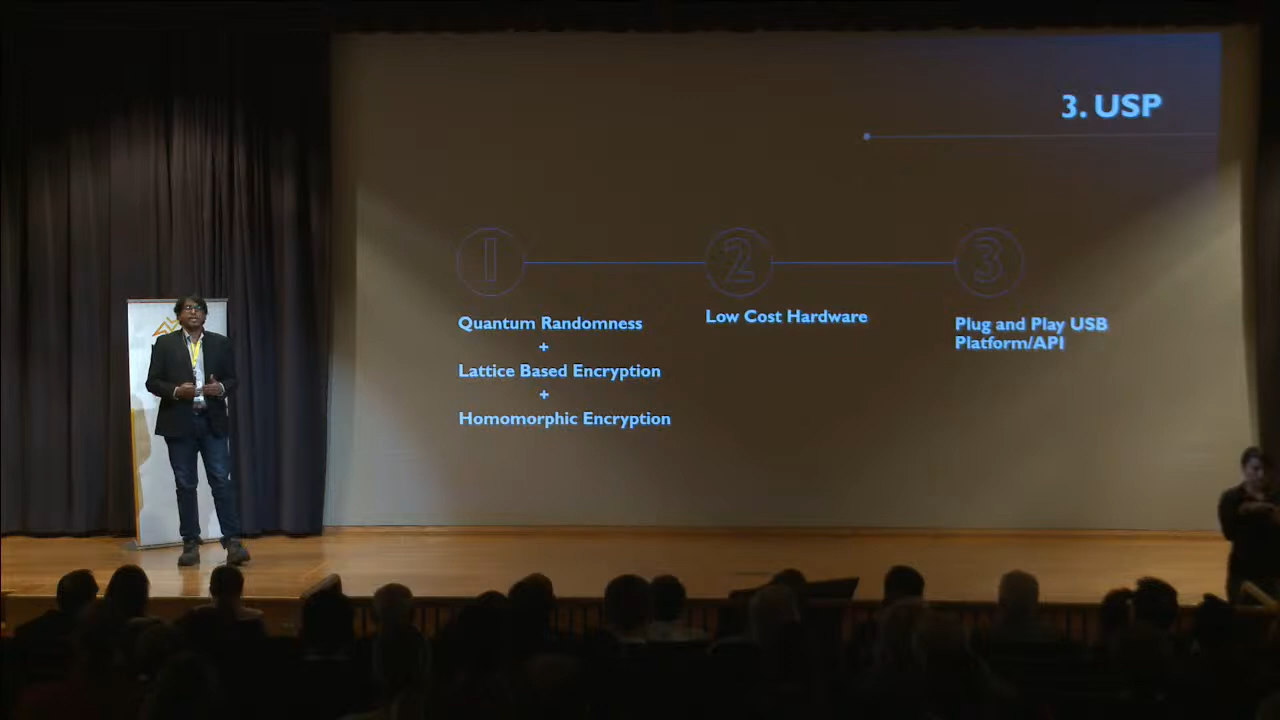 3. USP
1
2
3
Quantum Randomness
+
Lattice Based Encryption
+
Homomorphic Encryption
Low Cost Hardware
Plug and Play USB
Platform/API